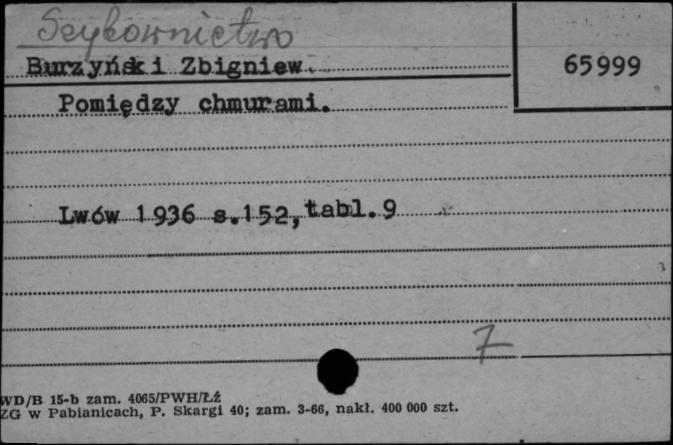 Szybownictwo
Burzyński Zbigniew
65999
Pomiędzy chmurami.
Lwów 1936 s.152,tabl.9
7
WD/B 15-b zam. 4065/PWH/Łź
ZG w Pabianicach, P. Skargi 40; zam. 3-66, nakł. 400 000 szt.